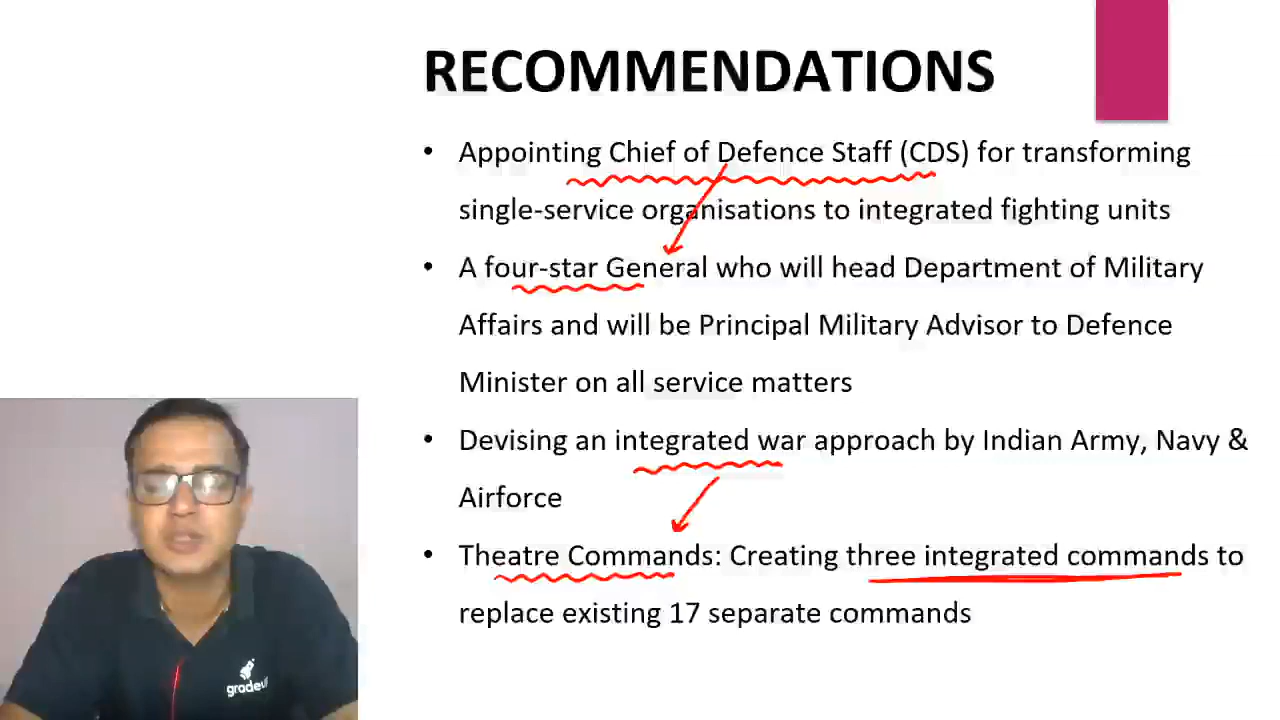 RECOMMENDATIONS
• Appointing Chief of Defence Staff (CDS) for transforming
single-service organisations to integrated fighting units
• A four-star General who will head Department of Military
Affairs and will be Principal Military Advisor to Defence
Minister on all service matters
• Devising an integrated war approach by Indian Army, Navy &
Airforce
• Theatre Commands: Creating three integrated commands to
replace existing 17 separate commands